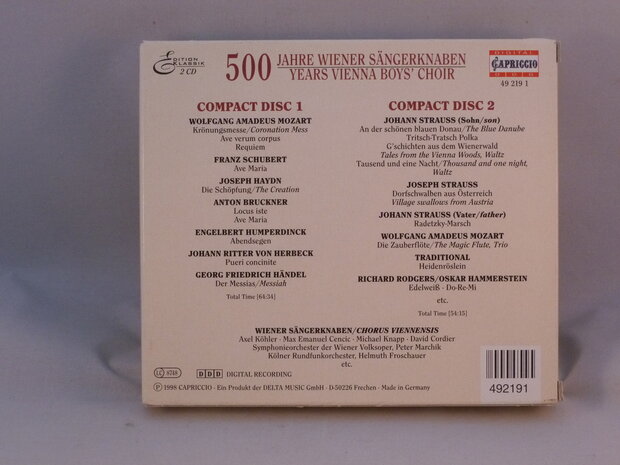 EDITION
KLASSIK
2 CD
500 JAHRE WIENER SÄNGERKNABEN
YEARS VIENNA BOYS' CHOIR
DIGITAL
CAPRICCIO
49 219 1
COMPACT DISC 1
WOLFGANG AMADEUS MOZART
Krönungsmesse/Coronation Mess
Ave verum corpus
Requiem
FRANZ SCHUBERT
Ave Maria
JOSEPH HAYDN
Die Schöpfung/The Creation
ANTON BRUCKNER
Locus iste
Ave Maria
ENGELBERT HUMPERDINCK
Abendsegen
JOHANN RITTER VON HERBECK
Pueri concinite
GEORG FRIEDRICH HÄNDEL
Der Messias/Messiah
Total Time [64:34]
COMPACT DISC 2
JOHANN STRAUSS (Sohn/son)
An der schönen blauen Donau/The Blue Danube
Tritsch-Tratsch Polka
G'schichten aus dem Wienerwald
Tales from the Vienna Woods, Waltz
Tausend und eine Nacht/Thousand and one night,
Waltz
JOSEPH STRAUSS
Dorfschwalben aus Österreich
Village swallows from Austria
JOHANN STRAUSS (Vater/father)
Radetzky-Marsch
WOLFGANG AMADEUS MOZART
Die Zauberflöte/The Magic Flute, Trio
TRADITIONAL
Heidenröslein
RICHARD RODGERS/OSKAR HAMMERSTEIN
Edelweiß - Do-Re-Mi
etc.
Total Time [54:15]
WIENER SÄNGERKNABEN/CHORUS VIENNENSIS
Axel Köhler · Max Emanuel Cencic · Michael Knapp · David Cordier
Symphonieorchester der Wiener Volksoper, Peter Marchik
Kölner Rundfunkorchester, Helmuth Froschauer
etc.
LC 8748 DDD DIGITAL RECORDING
℗ 1998 CAPRICCIO · Ein Produkt der DELTA MUSIC GmbH · D-50226 Frechen · Made in Germany
492191